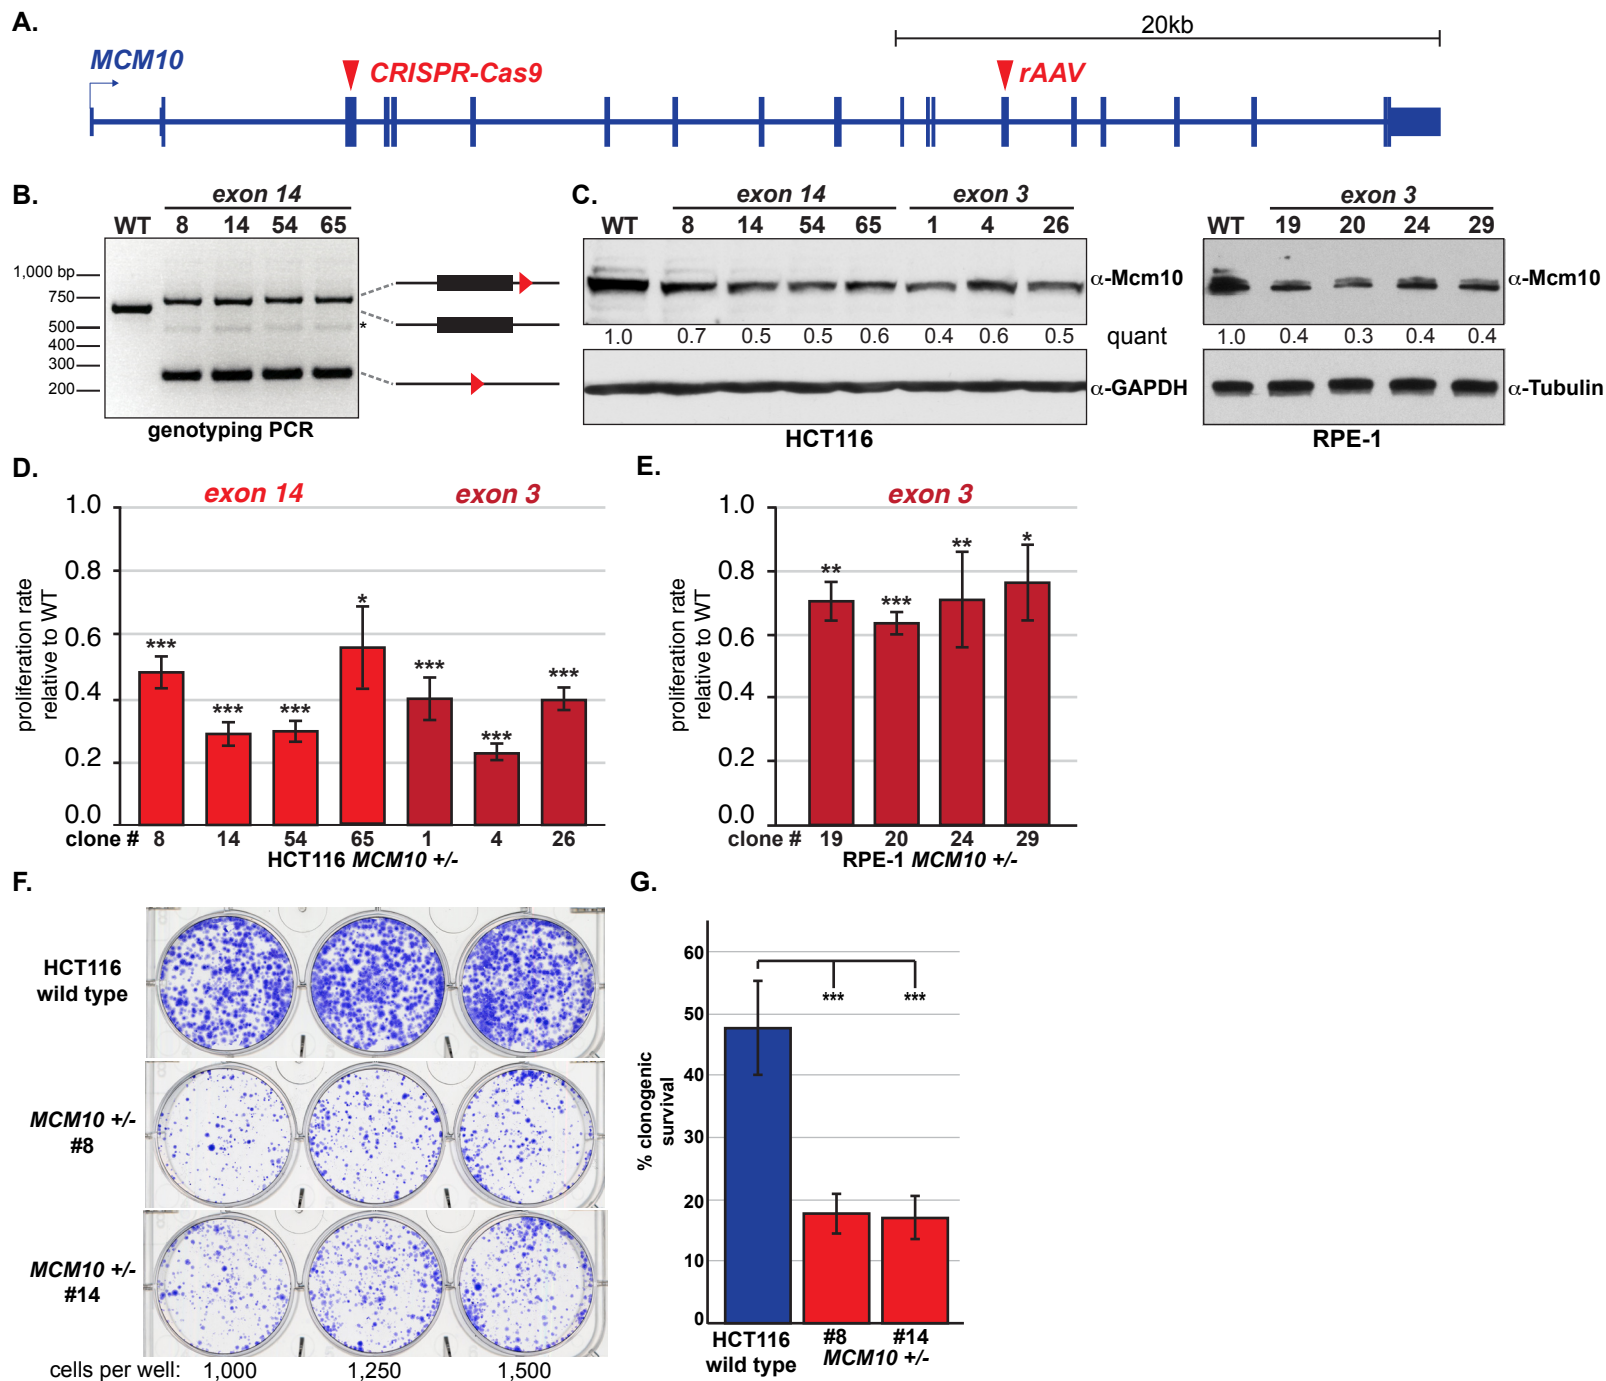 A.
20kb
MCM10
CRISPR-Cas9
rAAV
B.
exon 14
WT 8 14 54 65
1,000 bp
750
500
400
300
200
*
genotyping PCR
C.
exon 14 exon 3
WT 8 14 54 65 1 4 26
α-Mcm10
1.0 0.7 0.5 0.5 0.6 0.4 0.6 0.5 quant
α-GAPDH
HCT116
exon 3
WT 19 20 24 29
α-Mcm10
1.0 0.4 0.3 0.4 0.4
α-Tubulin
RPE-1
D.
exon 14 exon 3
proliferation rate
relative to WT
1.0
0.8
0.6
0.4
0.2
0.0
*** *** *** * *** *** ***
clone # 8 14 54 65 1 4 26
HCT116 MCM10 +/-
E.
exon 3
proliferation rate
relative to WT
1.0
0.8
0.6
0.4
0.2
0.0
** *** ** *
clone # 19 20 24 29
RPE-1 MCM10 +/-
F.
HCT116
wild type
MCM10 +/-
#8
MCM10 +/-
#14
cells per well: 1,000 1,250 1,500
G.
% clonogenic
survival
60
50
40
30
20
10
0
*** ***
HCT116
wild type
#8 #14
MCM10 +/-